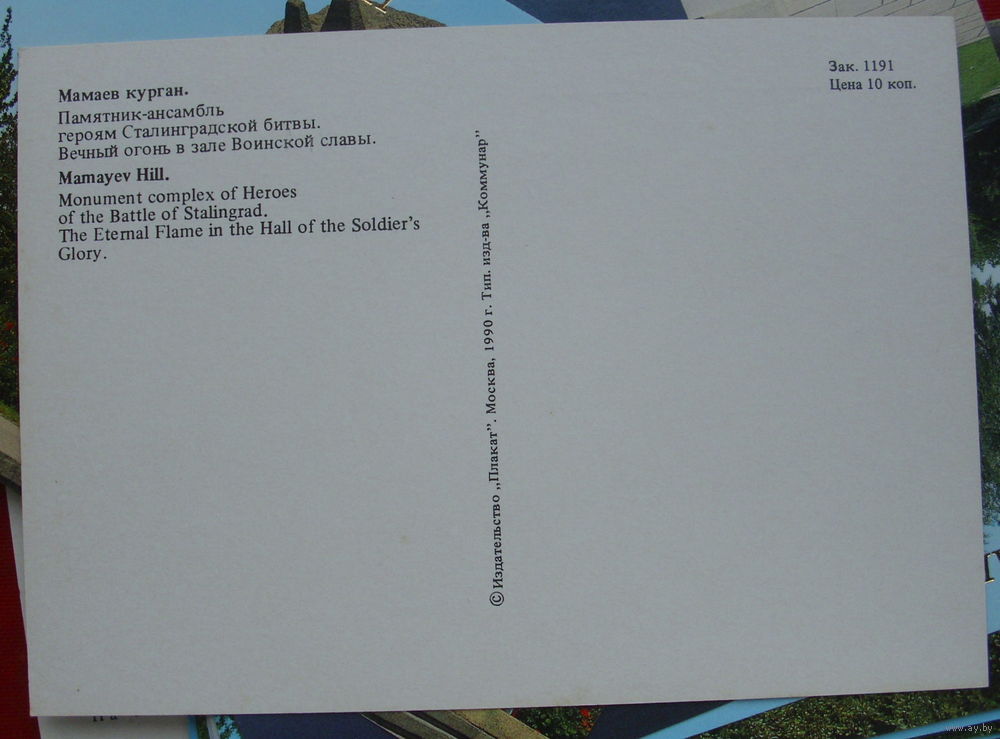 Мамаев курган.
Памятник-ансамбль
героям Сталинградской битвы.
Вечный огонь в зале Воинской славы.
Mamayev Hill.
Monument complex of Heroes
of the Battle of Stalingrad.
The Eternal Flame in the Hall of the Soldier's
Glory.
© Издательство „Плакат”. Москва, 1990 г. Тип. изд-ва „Коммунар”
Зак. 1191
Цена 10 коп.
www.ay.by